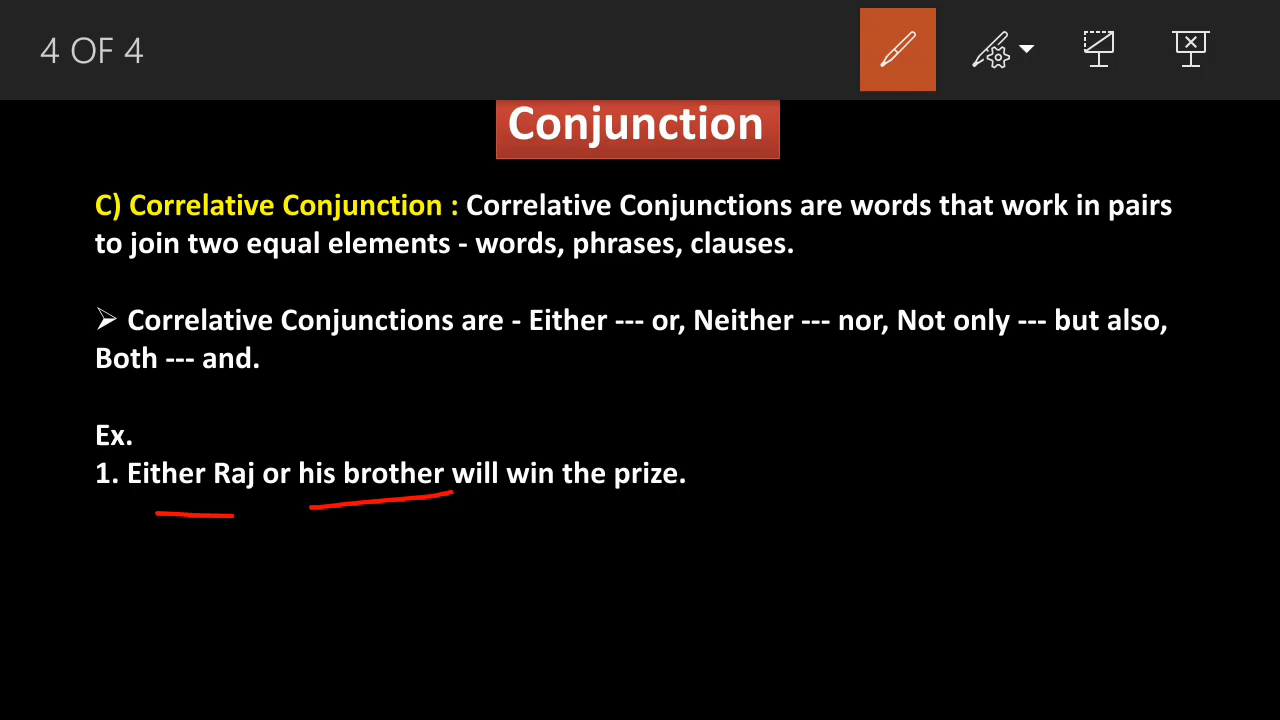 4 OF 4
Conjunction
C) Correlative Conjunction : Correlative Conjunctions are words that work in pairs
to join two equal elements - words, phrases, clauses.
➢ Correlative Conjunctions are - Either --- or, Neither --- nor, Not only --- but also,
Both --- and.
Ex.
1. Either Raj or his brother will win the prize.